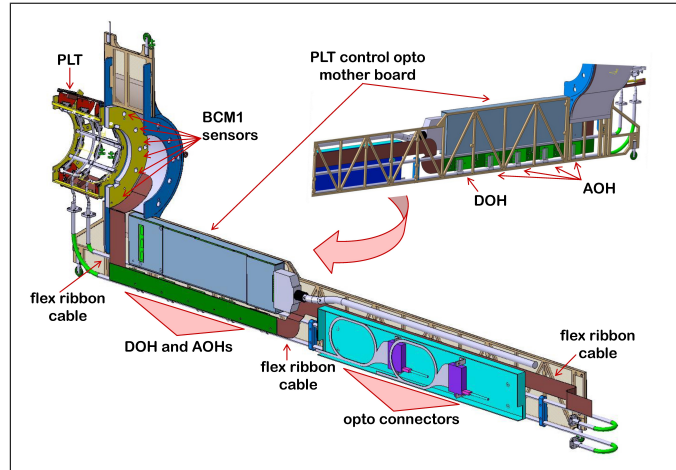 PLT
PLT control opto
mother board
BCM1
sensors
DOH
AOH
flex ribbon
cable
DOH and AOHs
flex ribbon
cable
flex ribbon
cable
opto connectors